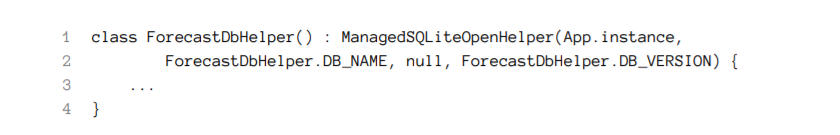 1 class ForecastDbHelper() : ManagedSQLiteOpenHelper(App.instance,
2 ForecastDbHelper.DB_NAME, null, ForecastDbHelper.DB_VERSION) {
3 ...
4 }